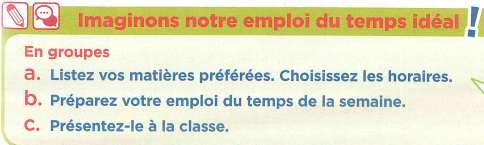 Imaginons notre emploi du temps idéal !
En groupes
a. Listez vos matières préférées. Choisissez les horaires.
b. Préparez votre emploi du temps de la semaine.
c. Présentez-le à la classe.